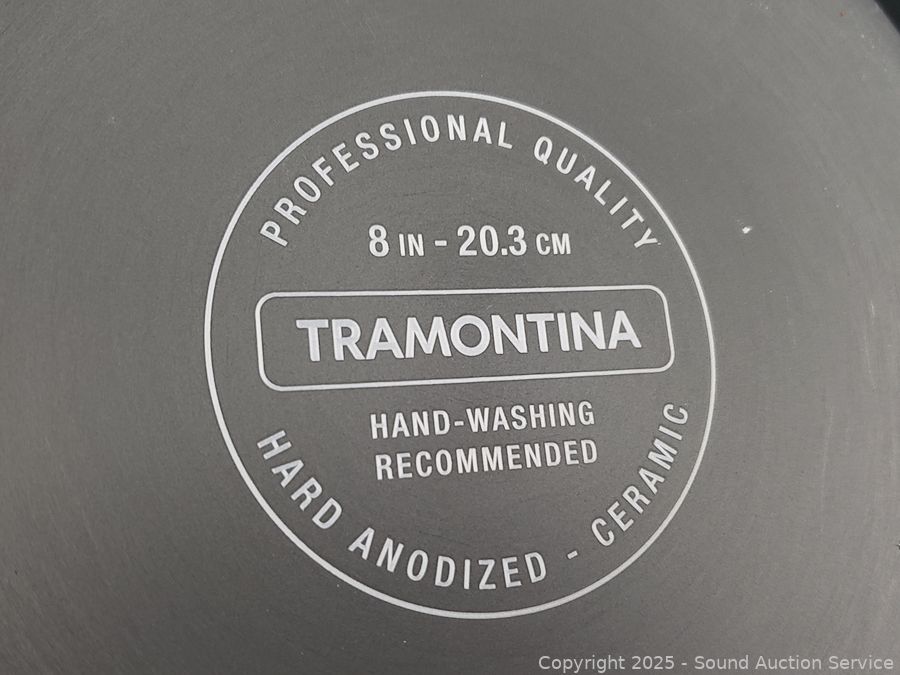 PROFESSIONAL QUALITY
8 IN - 20.3 CM
TRAMONTINA
HAND-WASHING
RECOMMENDED
HARD ANODIZED - CERAMIC
Copyright 2025 - Sound Auction Service